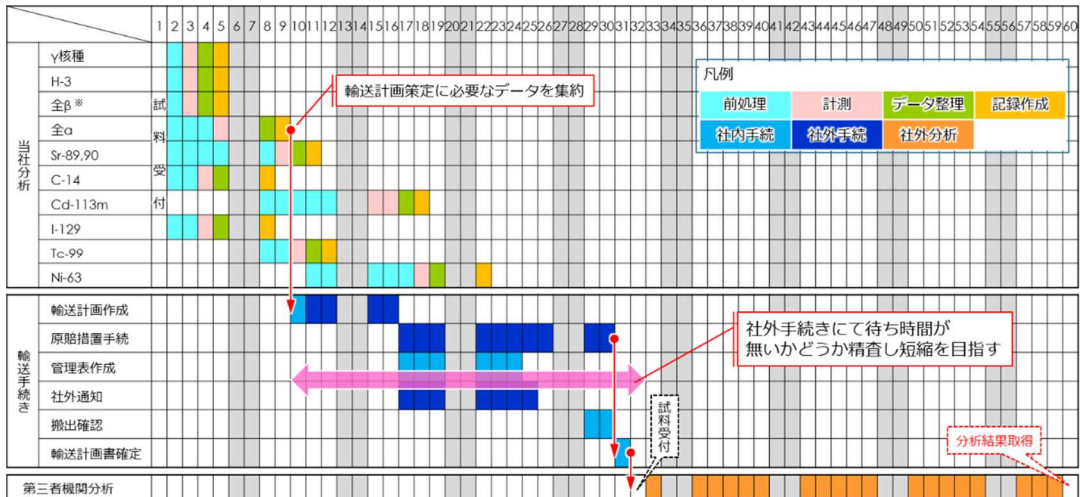 1 2 3 4 5 6 7 8 9 10 11 12 13 14 15 16 17 18 19 20 21 22 23 24 25 26 27 28 29 30 31 32 33 34 35 36 37 38 39 40 41 42 43 44 45 46 47 48 49 50 51 52 53 54 55 56 57 58 59 60
当社分析
試料受付
γ核種
H-3
全β※
全α
Sr-89,90
C-14
Cd-113m
I-129
Tc-99
Ni-63
輸送計画策定に必要なデータを集約
凡例
前処理 計測 データ整理 記録作成
社内手続 社外手続 社外分析
輸送手続き
輸送計画作成
原賠措置手続
管理表作成
社外通知
搬出確認
輸送計画書確定
社外手続きにて待ち時間が
無いかどうか精査し短縮を目指す
試料受付
分析結果取得
第三者機関分析